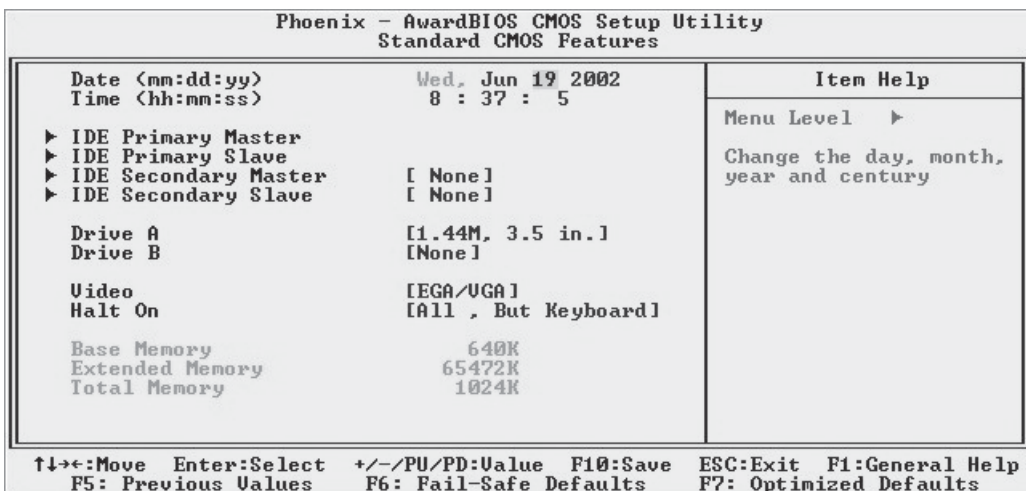 Phoenix - AwardBIOS CMOS Setup Utility
Standard CMOS Features
Date (mm:dd:yy) Wed, Jun 19 2002
Time (hh:mm:ss) 8 : 37 : 5
▶ IDE Primary Master
▶ IDE Primary Slave
▶ IDE Secondary Master [ None]
▶ IDE Secondary Slave [ None]
Drive A [1.44M, 3.5 in.]
Drive B [None]
Video [EGA/VGA]
Halt On [All , But Keyboard]
Base Memory 640K
Extended Memory 65472K
Total Memory 1024K
Item Help
Menu Level ▶
Change the day, month,
year and century
↑↓→←:Move Enter:Select +/-/PU/PD:Value F10:Save ESC:Exit F1:General Help
F5: Previous Values F6: Fail-Safe Defaults F7: Optimized Defaults